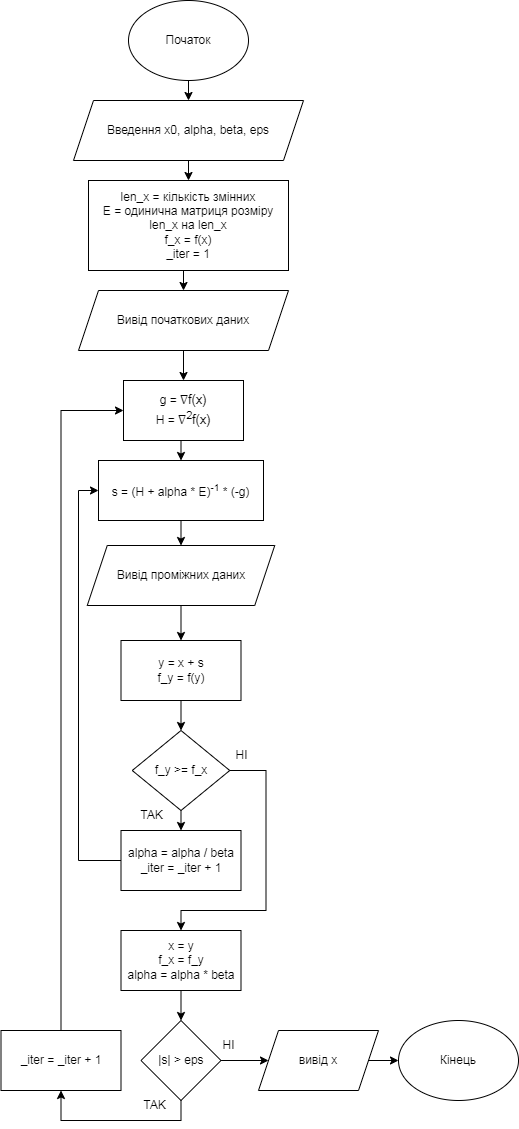 Початок
Введення x0, alpha, beta, eps
len_x = кількість змінних
E = одинична матриця розміру
len_x на len_x
f_x = f(x)
_iter = 1
Вивід початкових даних
g = ∇f(x)
H = ∇²f(x)
s = (H + alpha * E)⁻¹ * (-g)
Вивід проміжних даних
y = x + s
f_y = f(y)
f_y >= f_x
НІ
ТАК
alpha = alpha / beta
_iter = _iter + 1
x = y
f_x = f_y
alpha = alpha * beta
_iter = _iter + 1
|s| > eps
НІ
вивід x
Кінець
ТАК